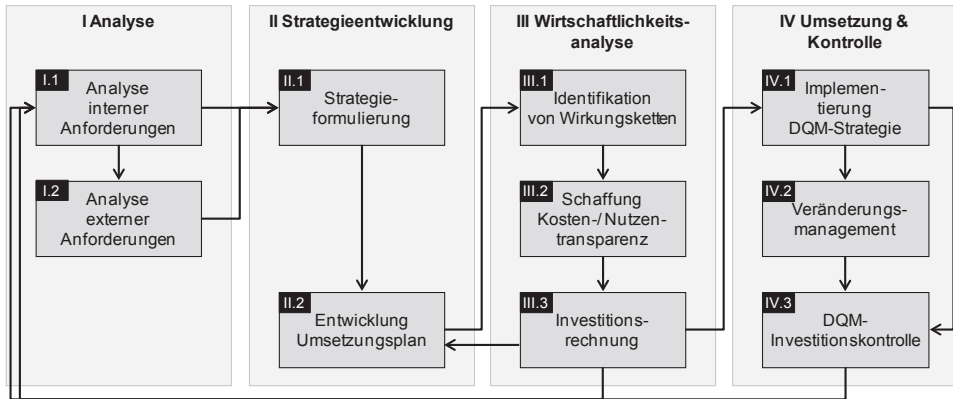 I Analyse
I.1
Analyse
interner
Anforderungen
I.2
Analyse
externer
Anforderungen
II Strategieentwicklung
II.1
Strategie-
formulierung
II.2
Entwicklung
Umsetzungsplan
III Wirtschaftlichkeits-
analyse
III.1
Identifikation
von Wirkungsketten
III.2
Schaffung
Kosten-/ Nutzen-
transparenz
III.3
Investitions-
rechnung
IV Umsetzung &
Kontrolle
IV.1
Implemen-
tierung
DQM-Strategie
IV.2
Veränderungs-
management
IV.3
DQM-
Investitionskontrolle